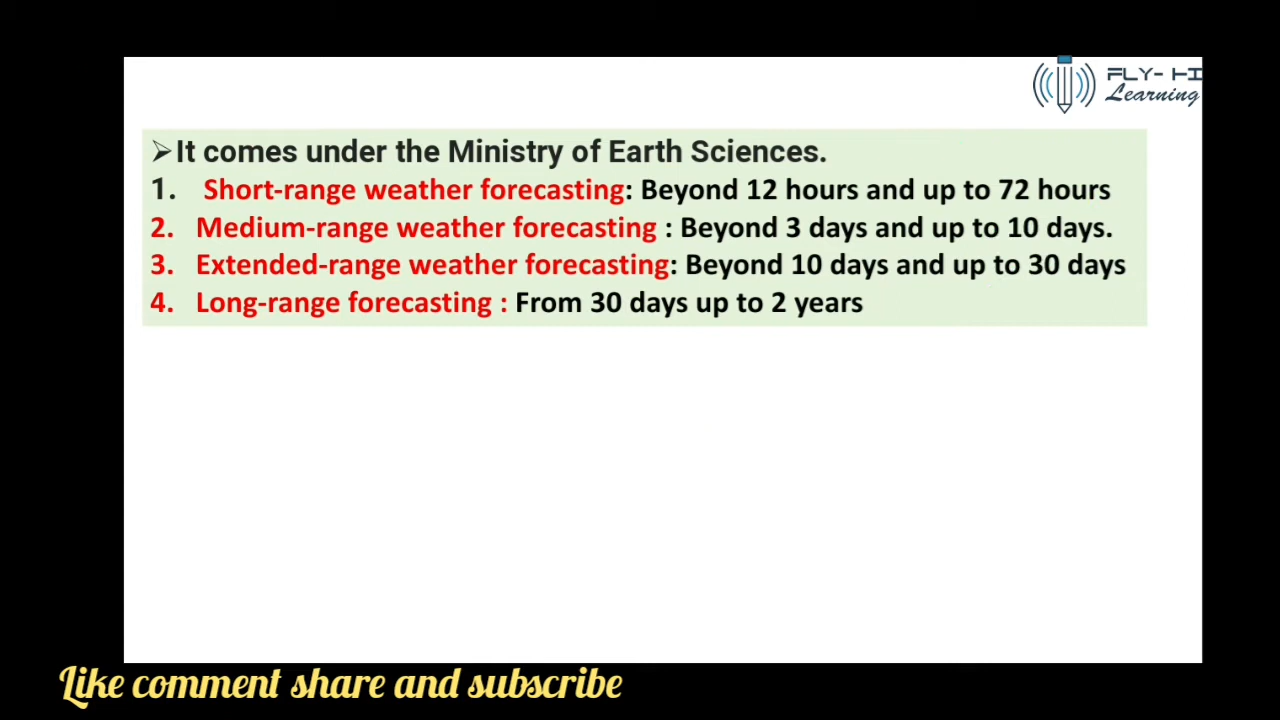 FLY- HI
Learning
➢It comes under the Ministry of Earth Sciences.
1. Short-range weather forecasting: Beyond 12 hours and up to 72 hours
2. Medium-range weather forecasting : Beyond 3 days and up to 10 days.
3. Extended-range weather forecasting: Beyond 10 days and up to 30 days
4. Long-range forecasting : From 30 days up to 2 years
Like comment share and subscribe